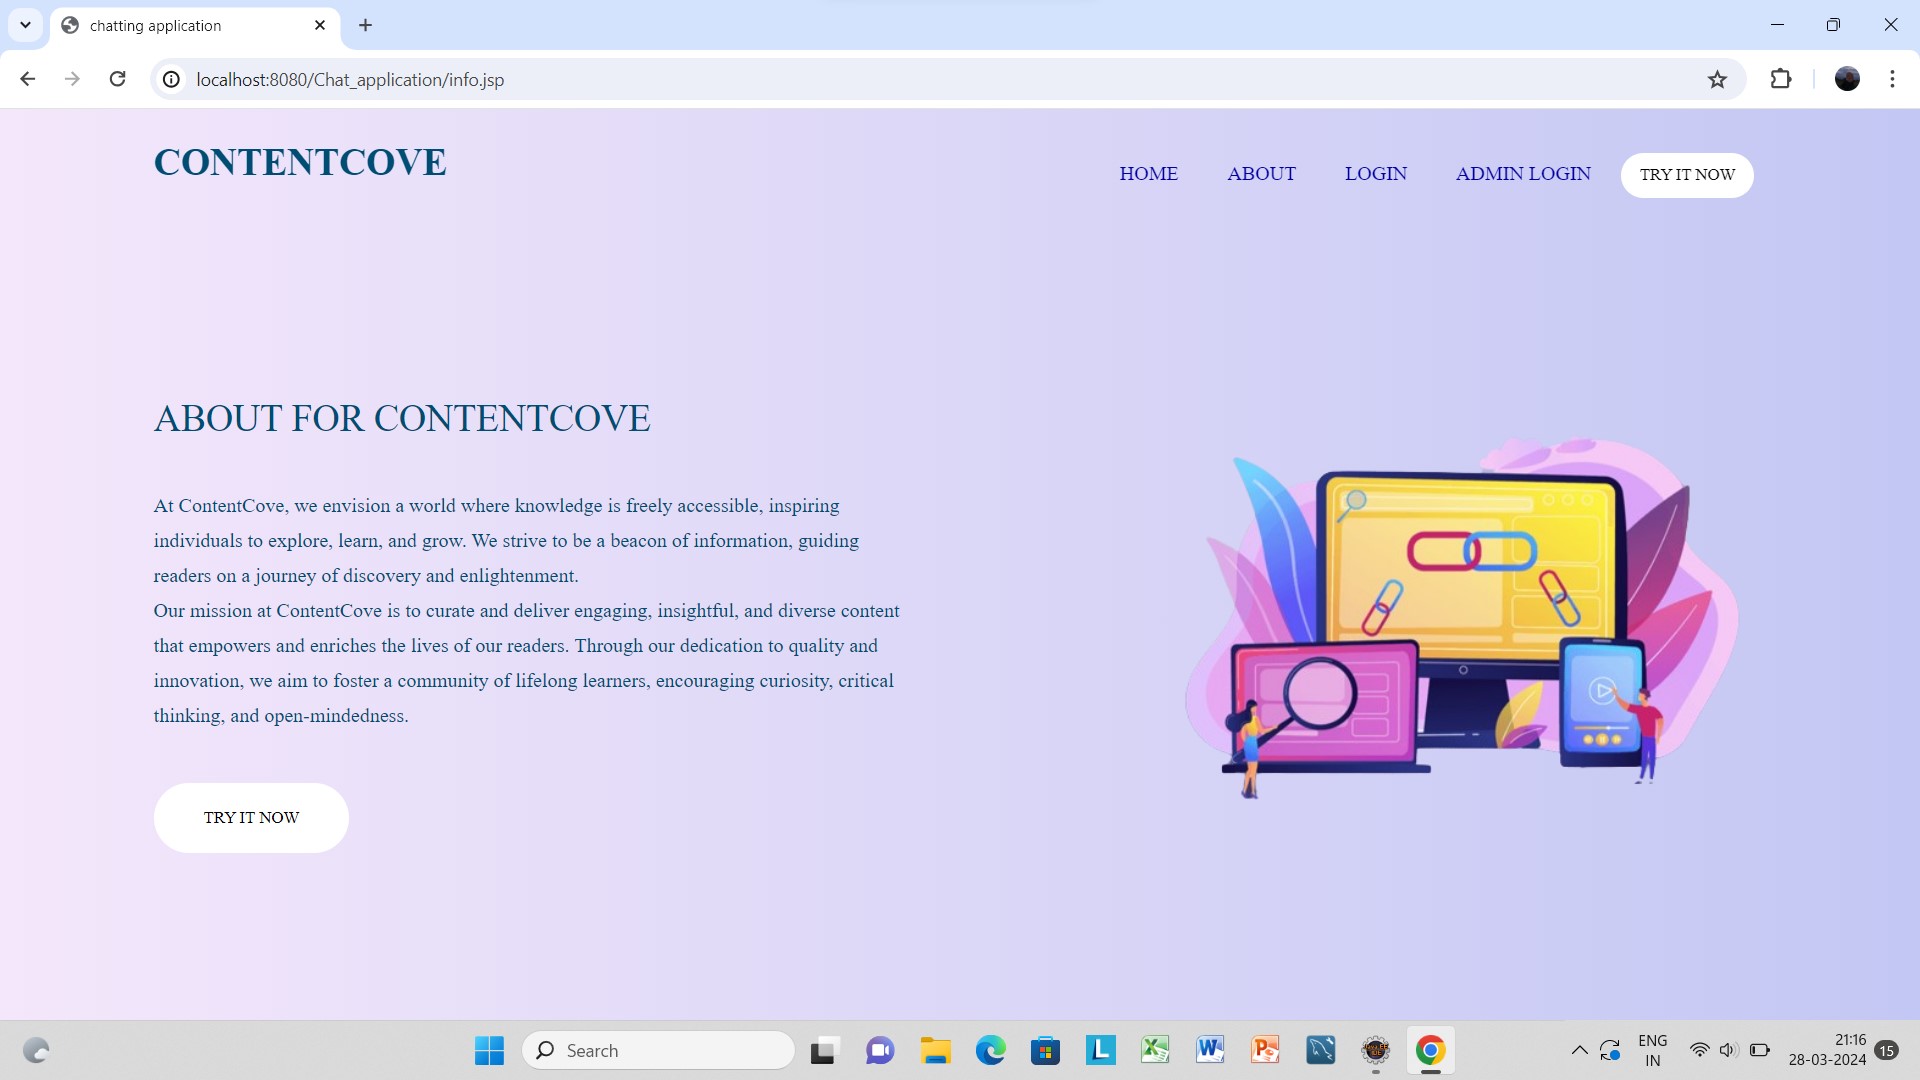 chatting application
localhost:8080/Chat_application/info.jsp
CONTENTCOVE
HOME ABOUT LOGIN ADMIN LOGIN TRY IT NOW
ABOUT FOR CONTENTCOVE
At ContentCove, we envision a world where knowledge is freely accessible, inspiring
individuals to explore, learn, and grow. We strive to be a beacon of information, guiding
readers on a journey of discovery and enlightenment.
Our mission at ContentCove is to curate and deliver engaging, insightful, and diverse content
that empowers and enriches the lives of our readers. Through our dedication to quality and
innovation, we aim to foster a community of lifelong learners, encouraging curiosity, critical
thinking, and open-mindedness.
TRY IT NOW
Search
L
X
W
P
IDE
ENG
IN
21:16
28-03-2024
15